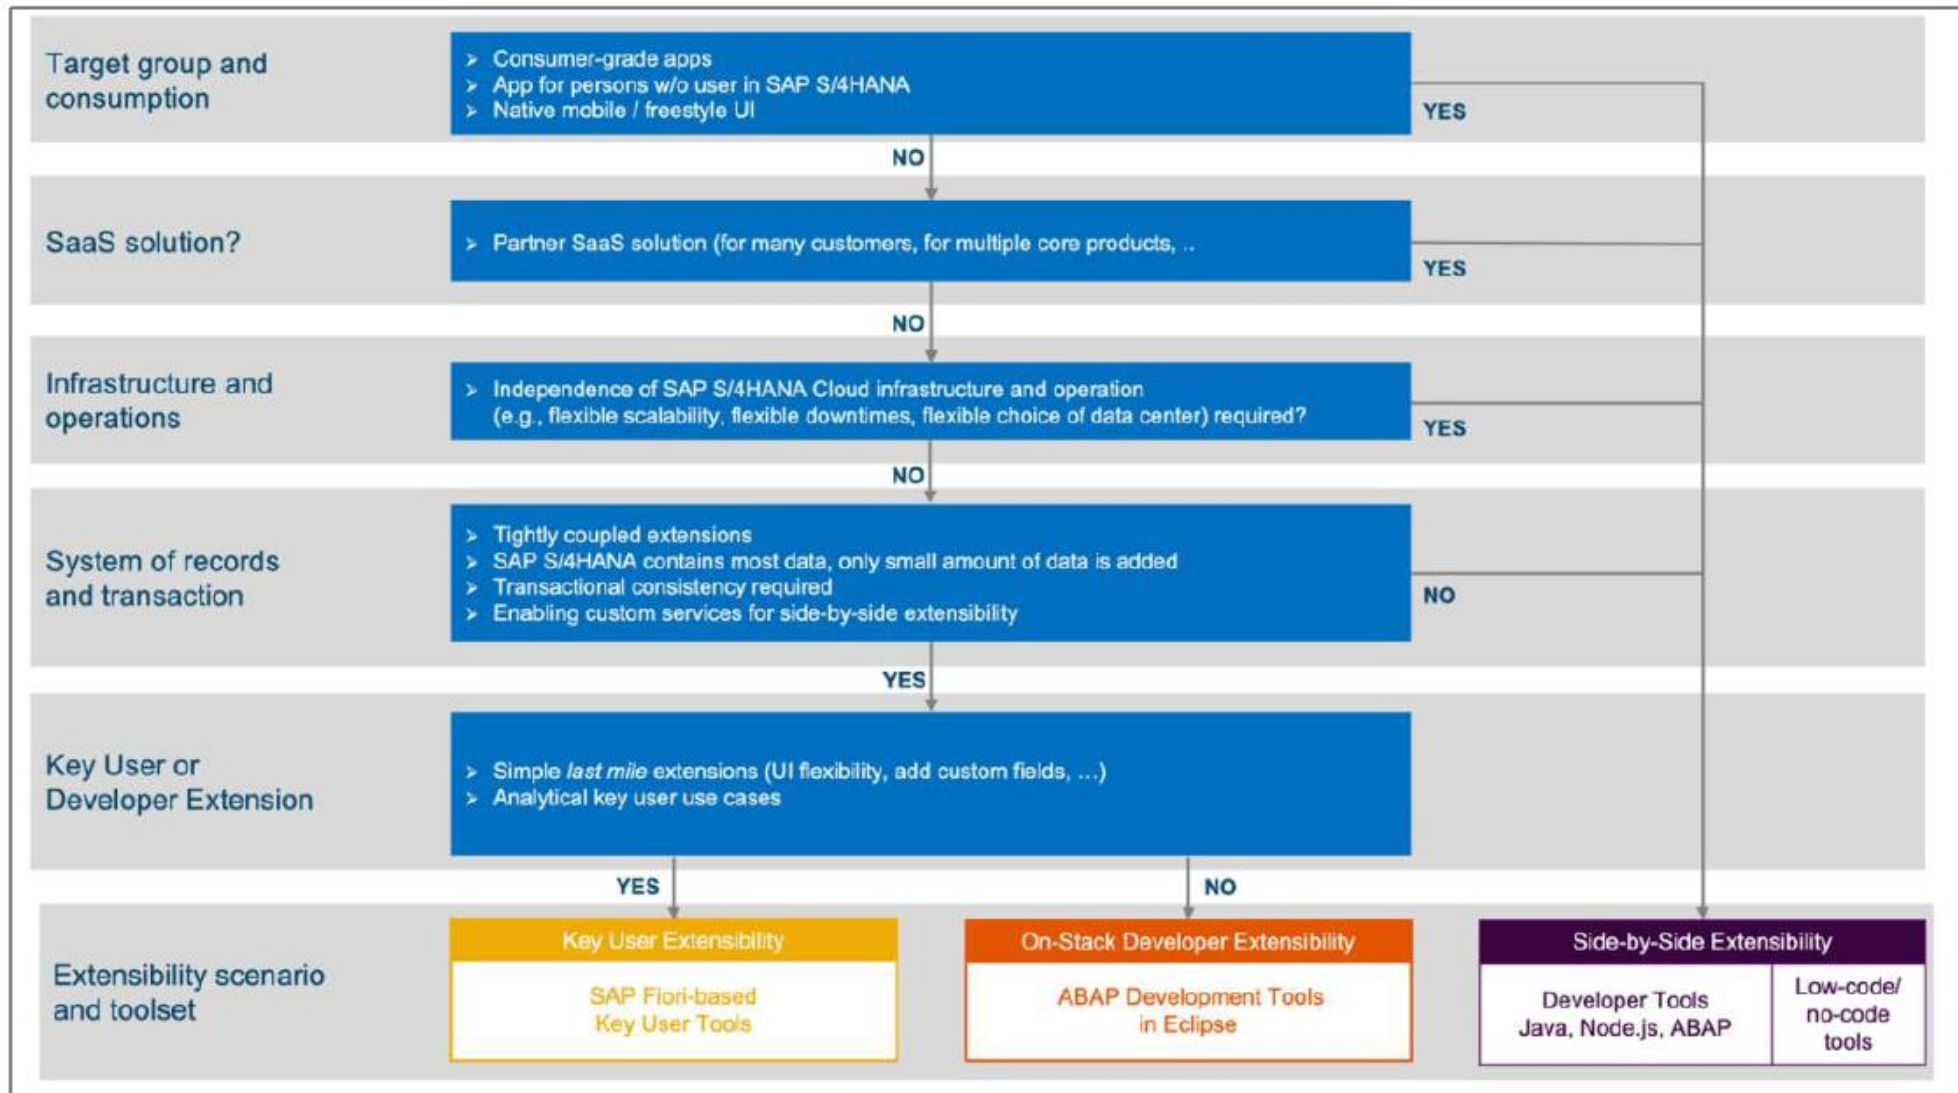 Target group and
consumption
➢ Consumer-grade apps
➢ App for persons w/o user in SAP S/4HANA
➢ Native mobile / freestyle UI
YES
NO
SaaS solution?
➢ Partner SaaS solution (for many customers, for multiple core products, ..
YES
NO
Infrastructure and
operations
➢ Independence of SAP S/4HANA Cloud infrastructure and operation
(e.g., flexible scalability, flexible downtimes, flexible choice of data center) required?
YES
NO
System of records
and transaction
➢ Tightly coupled extensions
➢ SAP S/4HANA contains most data, only small amount of data is added
➢ Transactional consistency required
➢ Enabling custom services for side-by-side extensibility
NO
YES
Key User or
Developer Extension
➢ Simple last mile extensions (UI flexibility, add custom fields, ...)
➢ Analytical key user use cases
YES
NO
Extensibility scenario
and toolset
Key User Extensibility
SAP Fiori-based
Key User Tools
On-Stack Developer Extensibility
ABAP Development Tools
in Eclipse
Side-by-Side Extensibility
Developer Tools
Java, Node.js, ABAP
Low-code/
no-code
tools